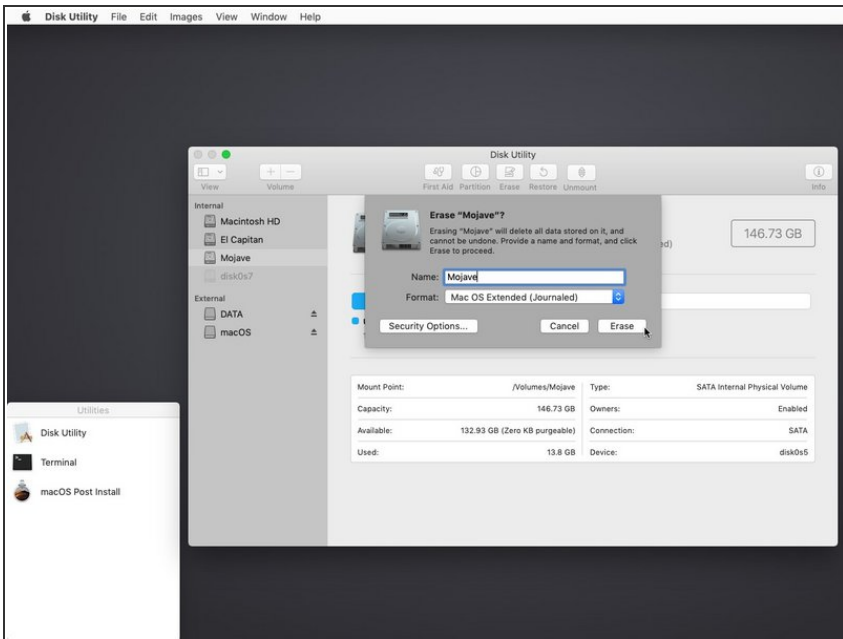 Disk Utility File Edit Images View Window Help
Disk Utility
View Volume First Aid Partition Erase Restore Unmount Info
Internal
Macintosh HD
El Capitan
Mojave
disk0s7
External
DATA
macOS
146.73 GB
Erase "Mojave"?
Erasing "Mojave" will delete all data stored on it, and
cannot be undone. Provide a name and format, and click
Erase to proceed.
Name: Mojave
Format: Mac OS Extended (Journaled)
Security Options... Cancel Erase
Mount Point: /Volumes/Mojave Type: SATA Internal Physical Volume
Capacity: 146.73 GB Owners: Enabled
Available: 132.93 GB (Zero KB purgeable) Connection: SATA
Used: 13.8 GB Device: disk0s5
Utilities
Disk Utility
Terminal
macOS Post Install